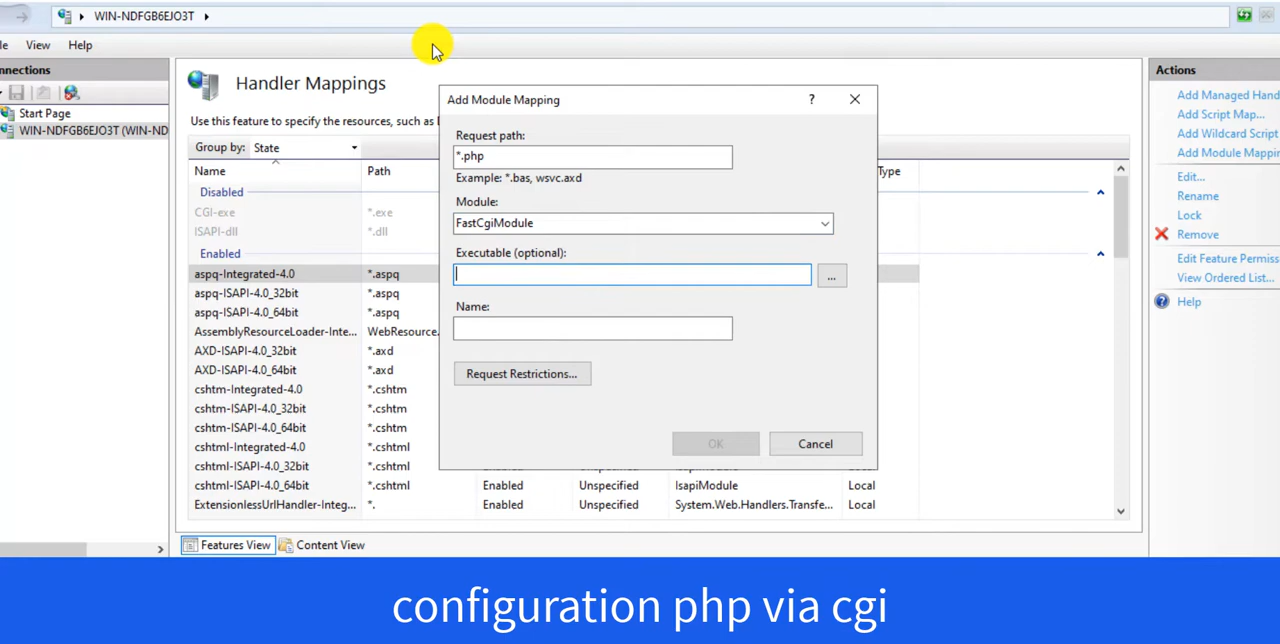 WIN-NDFGB6EJO3T
View Help
nnections
Start Page
WIN-NDFGB6EJO3T (WIN-ND
Handler Mappings
Use this feature to specify the resources, such as
Group by: State
Name Path Type
Disabled
CGI-exe *.exe
ISAPI-dll *.dll
Enabled
aspq-Integrated-4.0 *.aspq
aspq-ISAPI-4.0_32bit *.aspq
aspq-ISAPI-4.0_64bit *.aspq
AssemblyResourceLoader-Inte... WebResource.
AXD-ISAPI-4.0_32bit *.axd
AXD-ISAPI-4.0_64bit *.axd
cshtm-Integrated-4.0 *.cshtm
cshtm-ISAPI-4.0_32bit *.cshtm
cshtm-ISAPI-4.0_64bit *.cshtm
cshtml-Integrated-4.0 *.cshtml
cshtml-ISAPI-4.0_32bit *.cshtml
cshtml-ISAPI-4.0_64bit *.cshtml Enabled Unspecified IsapiModule Local
ExtensionlessUrlHandler-Integ... *. Enabled Unspecified System.Web.Handlers.Transfe... Local
Features View Content View
Add Module Mapping ?
Request path:
*.php
Example: *.bas, wsvc.axd
Module:
FastCgiModule
Executable (optional):
...
Name:
Request Restrictions...
OK Cancel
Actions
Add Managed Hand
Add Script Map...
Add Wildcard Script
Add Module Mappin
Edit...
Rename
Lock
Remove
Edit Feature Permiss
View Ordered List...
Help
configuration php via cgi